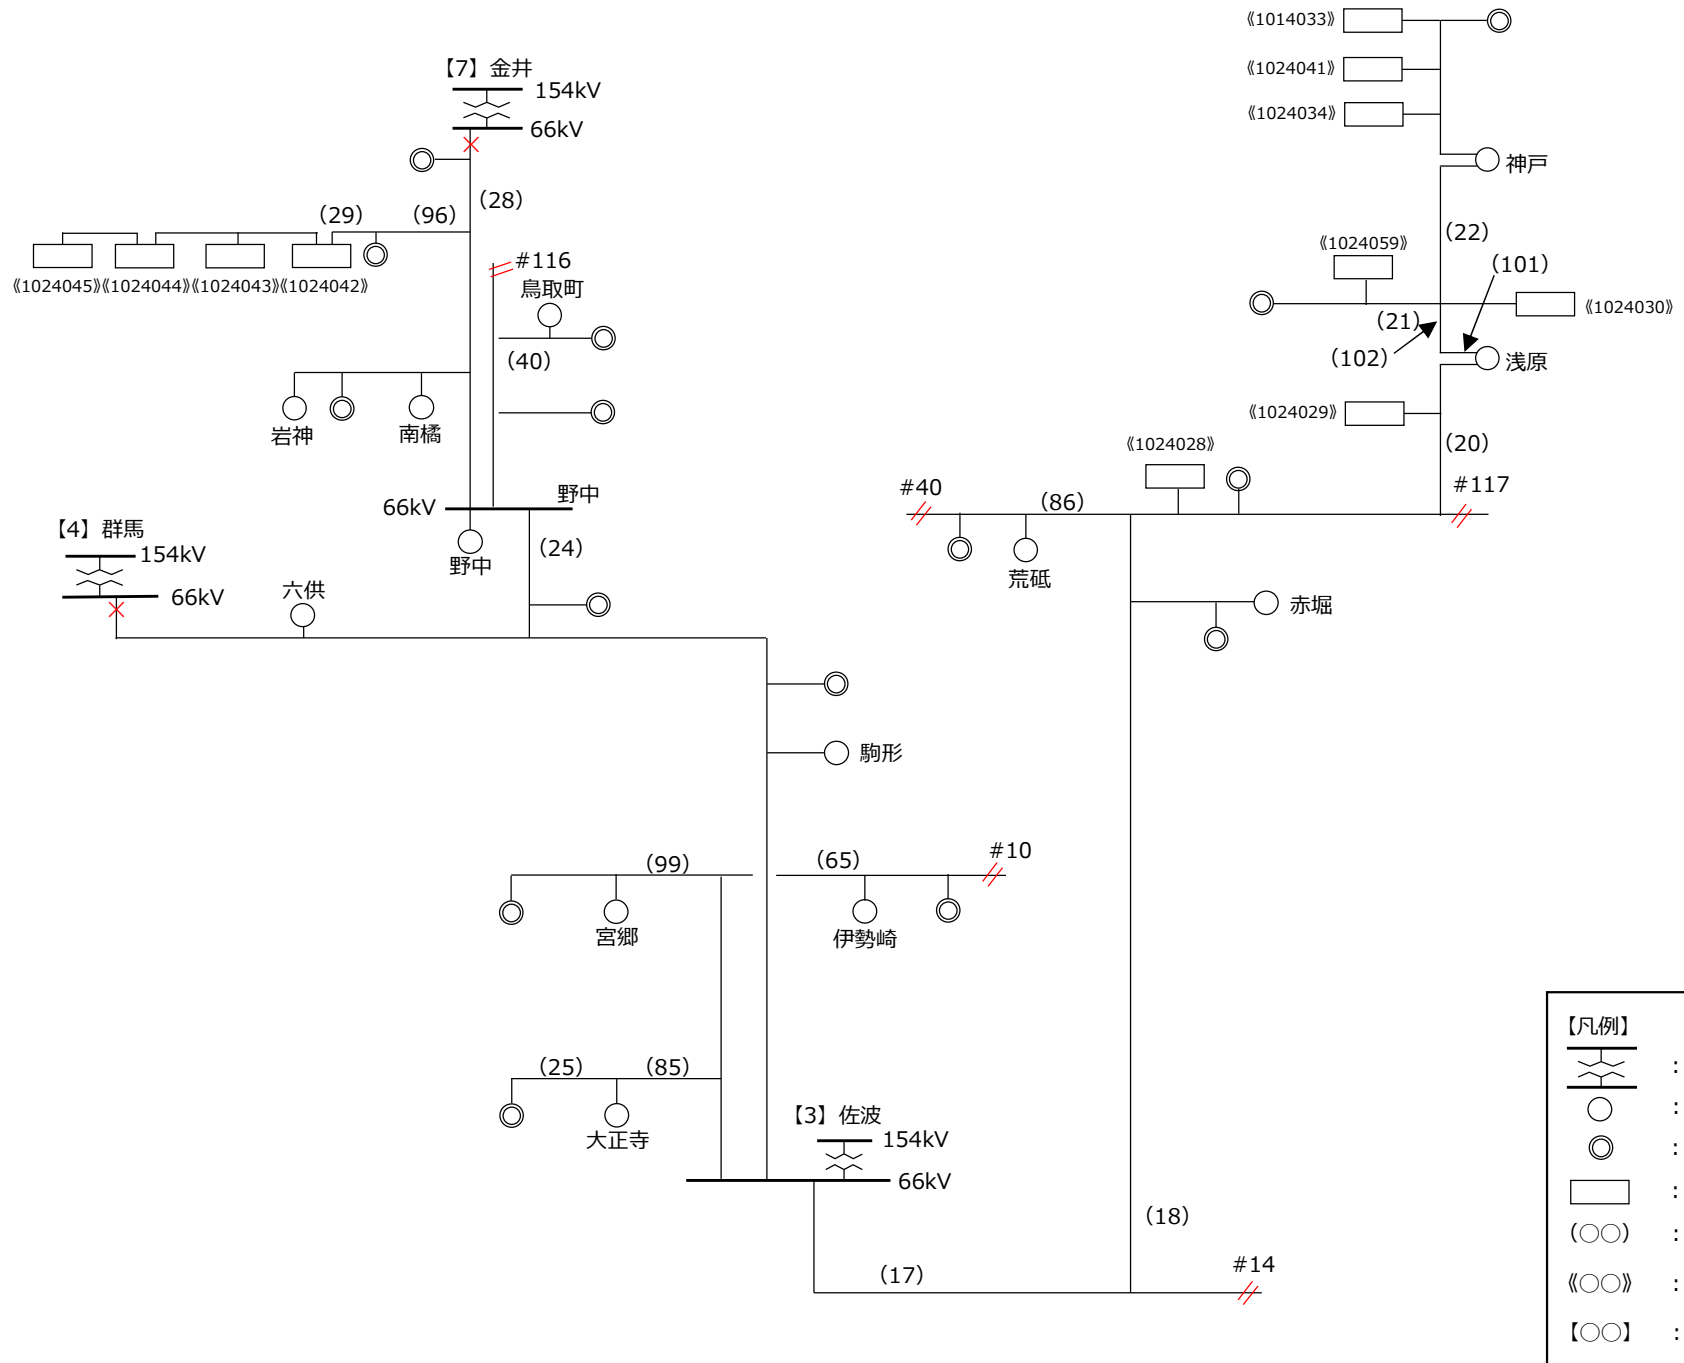 《1014033》
《1024041》
《1024034》
神戸
【7】金井
154kV
66kV
(28)
(29)
(96)
《1024045》《1024044》《1024043》《1024042》
#116
鳥取町
(40)
岩神
南橘
66kV
野中
野中
(24)
【4】群馬
154kV
66kV
六供
(22)
《1024059》
(101)
《1024030》
(21)
(102)
浅原
《1024029》
(20)
《1024028》
#40
(86)
#117
荒砥
赤堀
駒形
(99)
(65)
#10
宮郷
伊勢崎
(25)
(85)
大正寺
【3】佐波
154kV
66kV
(18)
(17)
#14
【凡例】
:
:
:
:
(○○) :
《○○》 :
【○○】 :